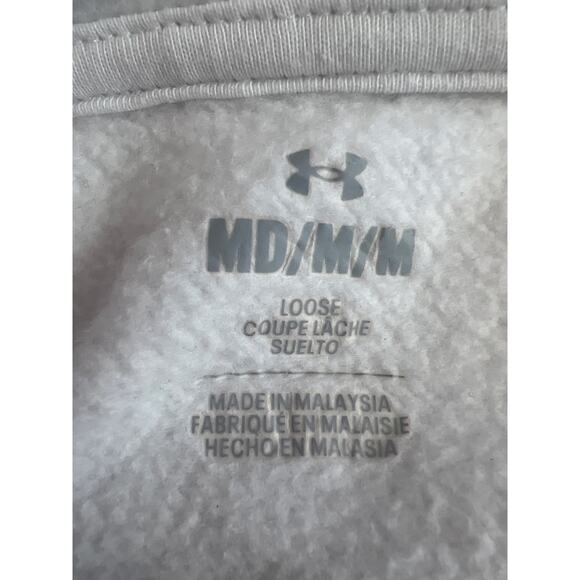 MD/M/M
LOOSE
COUPE LÂCHE
SUELTO
MADE IN MALAYSIA
FABRIQUÉ EN MALAISIE
HECHO EN MALASIA